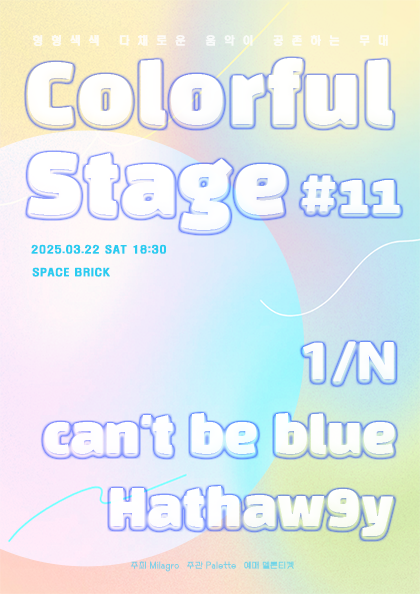 형형색색 다채로운 음악이 공존하는 무대
Colorful
Stage #11
2025.03.22 SAT 18:30
SPACE BRICK
1/N
can't be blue
Hathaw9y
주최 Milagro 주관 Palette 예매 멜론티켓